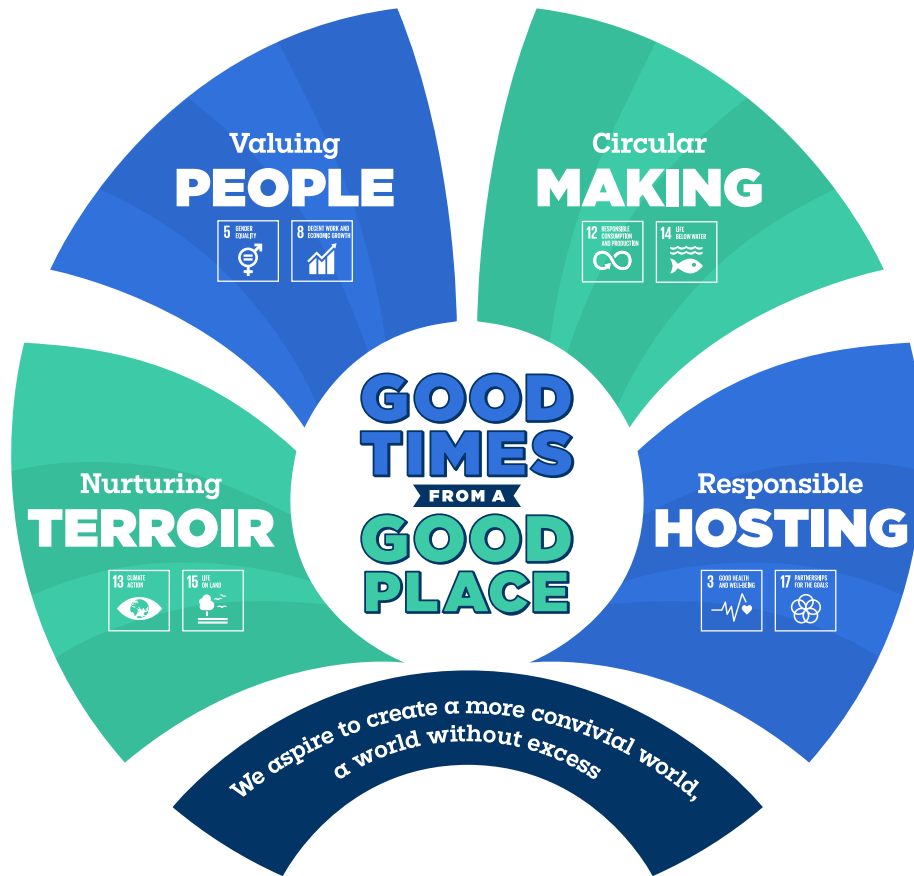 Valuing
PEOPLE
5 GENDER
EQUALITY
8 DECENT WORK AND
ECONOMIC GROWTH
Circular
MAKING
12 RESPONSIBLE
CONSUMPTION
AND PRODUCTION
14 LIFE
BELOW WATER
GOOD
TIMES
FROM A
GOOD
PLACE
Nurturing
TERROIR
13 CLIMATE
ACTION
15 LIFE
ON LAND
Responsible
HOSTING
3 GOOD HEALTH
AND WELL-BEING
17 PARTNERSHIPS
FOR THE GOALS
We aspire to create a more convivial world,
a world without excess